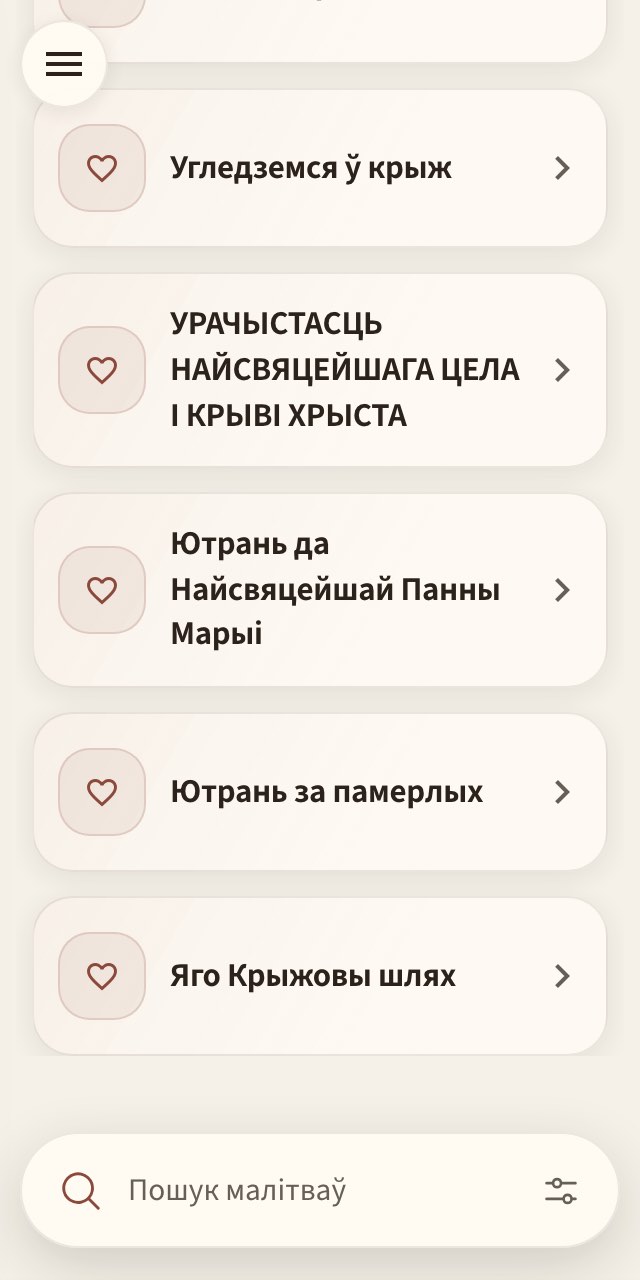 Угледземся ў крыж
УРАЧЫСТАСЦЬ
НАЙСВЯЦЕЙШАГА ЦЕЛА
І КРЫВІ ХРЫСТА
Ютрань да
Найсвяцейшай Панны
Марыі
Ютрань за памерлых
Яго Крыжовы шлях
Пошук малітваў